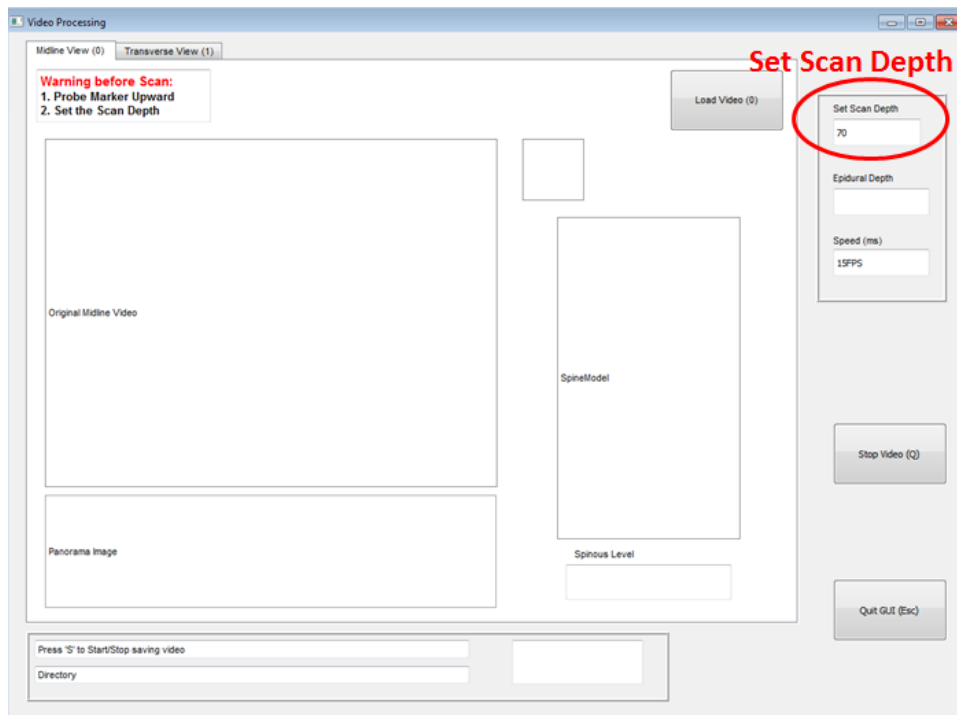 Video Processing
Midline View (0)
Transverse View (1)
Set Scan Depth
Warning before Scan:
1. Probe Marker Upward
2. Set the Scan Depth
Load Video (0)
Set Scan Depth
70
Epidural Depth
Speed (ms)
15FPS
Original Midline Video
SpineModel
Stop Video (Q)
Panorama Image
Spinous Level
Quit GUI (Esc)
Press 'S' to Start/Stop saving video
Directory